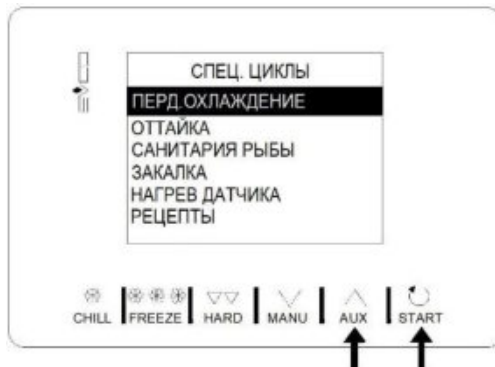 СПЕЦ. ЦИКЛЫ
ПЕРД.ОХЛАЖДЕНИЕ
ОТТАЙКА
САНИТАРИЯ РЫБЫ
ЗАКАЛКА
НАГРЕВ ДАТЧИКА
РЕЦЕПТЫ
CHILL FREEZE HARD MANU AUX START